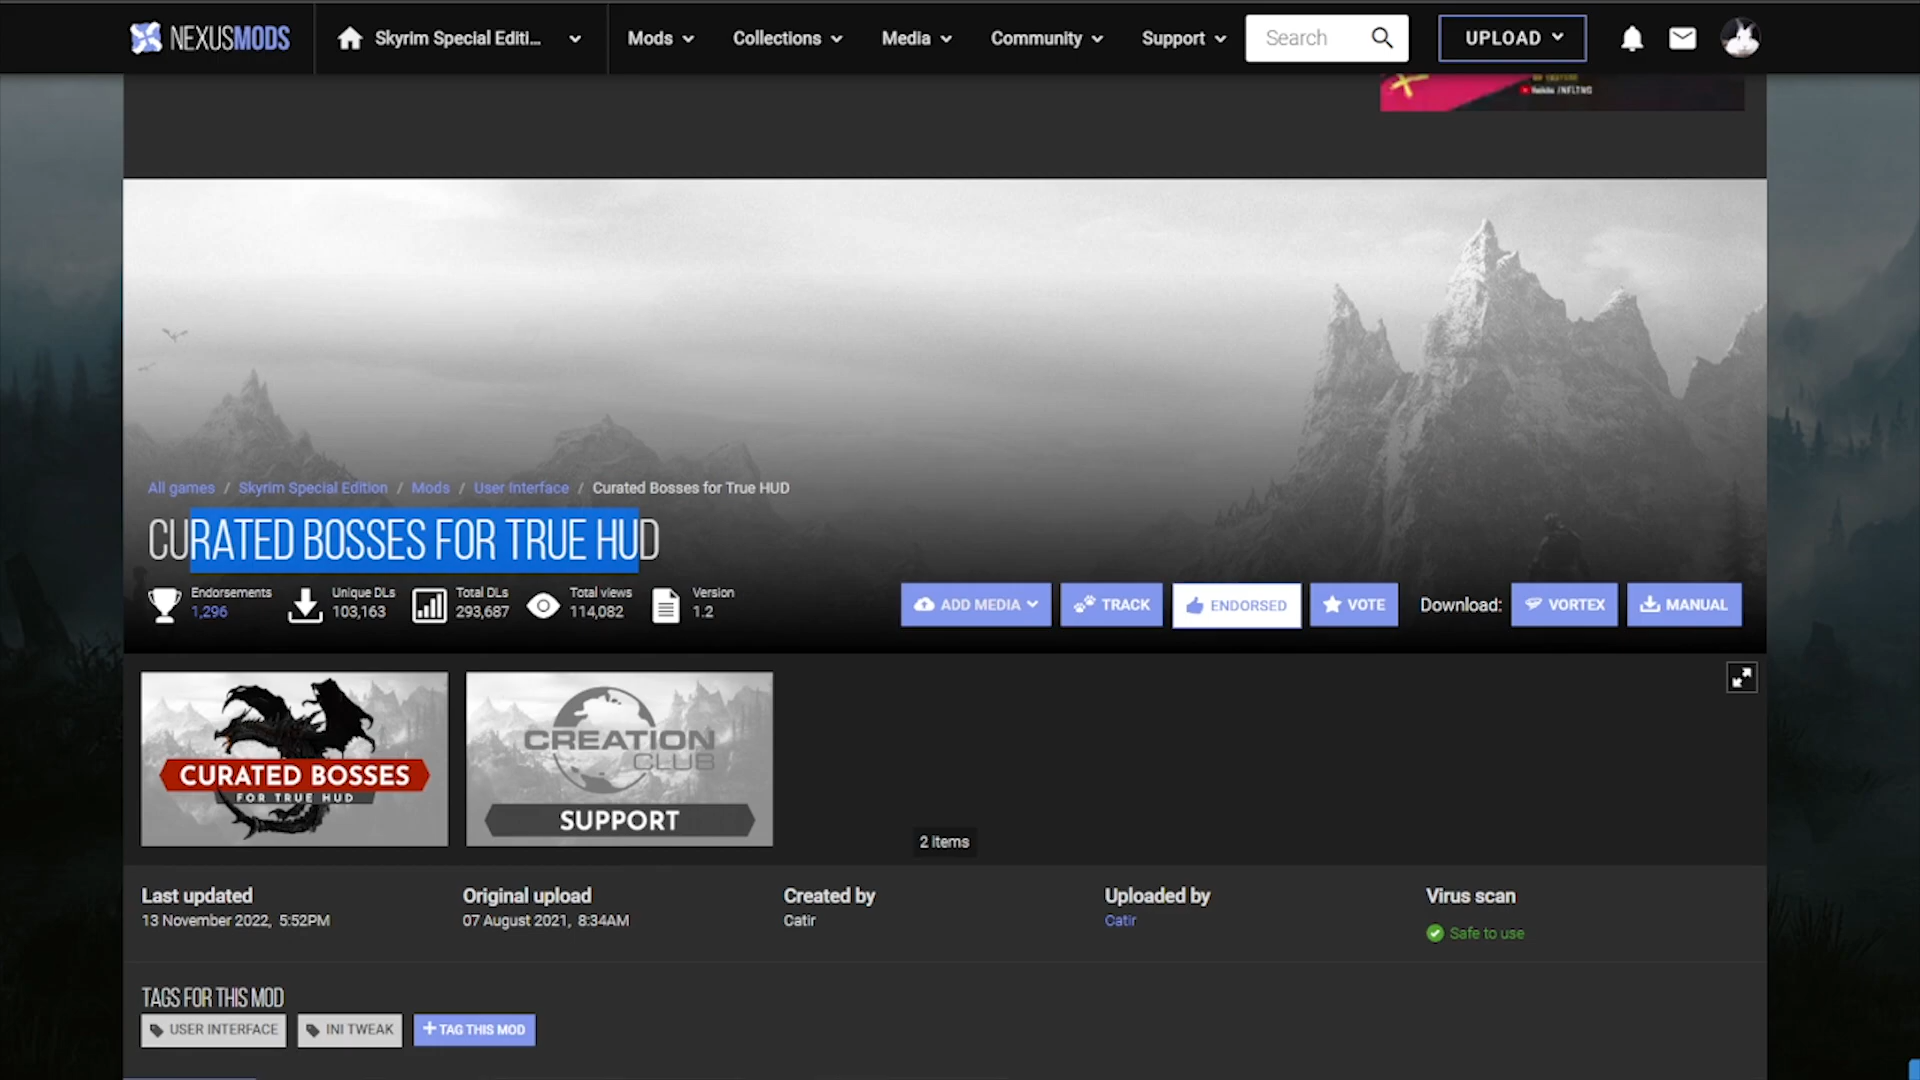 NEXUSMODS Skyrim Special Editi... Mods Collections Media Community Support Search UPLOAD
All games / Skyrim Special Edition / Mods / User Interface / Curated Bosses for True HUD
CURATED BOSSES FOR TRUE HUD
Endorsements Unique DLs Total DLs Total views Version
1,296 103,163 293,687 114,082 1.2
ADD MEDIA TRACK ENDORSED VOTE Download: VORTEX MANUAL
CURATED BOSSES
FOR TRUE HUD
CREATION
CLUB
SUPPORT
2 items
Last updated Original upload Created by Uploaded by Virus scan
13 November 2022, 5:52PM 07 August 2021, 8:34AM Catir Catir Safe to use
TAGS FOR THIS MOD
USER INTERFACE INI TWEAK + TAG THIS MOD